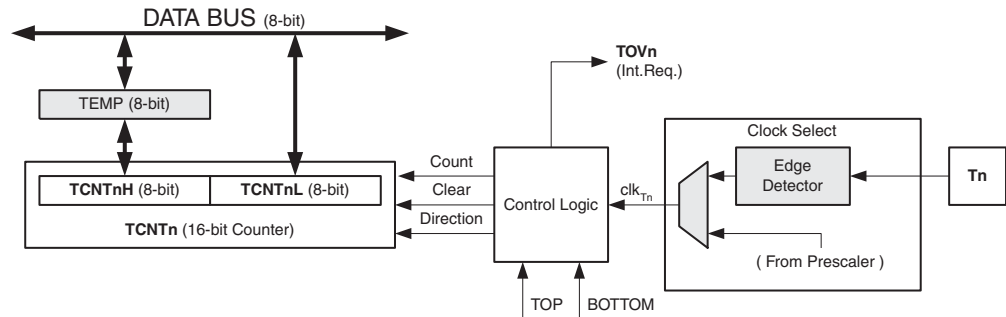 DATA BUS (8-bit)
TOVn
(Int.Req.)
TEMP (8-bit)
Clock Select
Count
Edge
Detector
Tn
TCNTnH (8-bit) TCNTnL (8-bit)
Clear
Control Logic
clkTn
TCNTn (16-bit Counter)
Direction
( From Prescaler )
TOP
BOTTOM